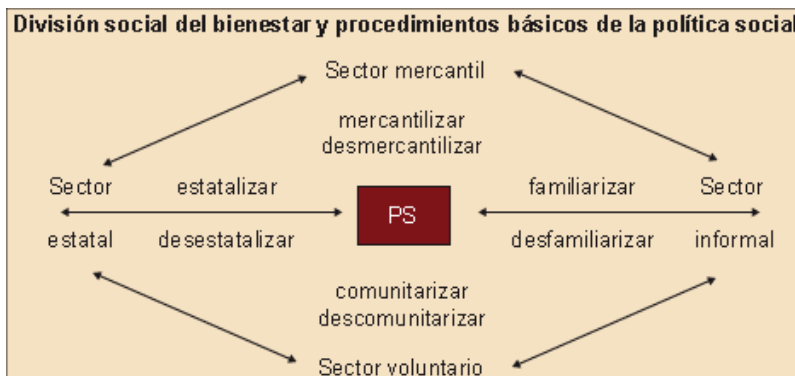 División social del bienestar y procedimientos básicos de la política social
Sector mercantil
mercantilizar
desmercantilizar
Sector estatalizar familiarizar Sector
PS
estatal desestatalizar desfamiliarizar informal
comunitarizar
descomunitarizar
Sector voluntario